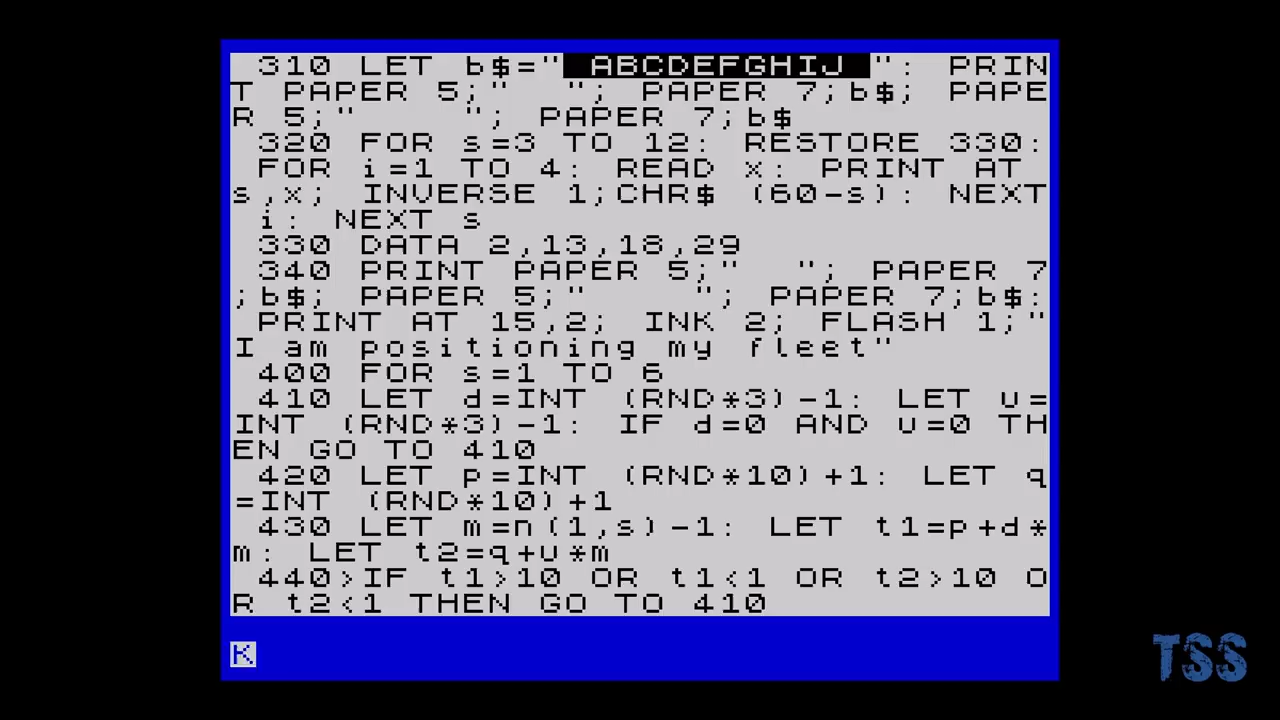 310 LET b$=" ABCDEFGHIJ ": PRIN
T PAPER 5;"   "; PAPER 7;b$; PAPE
R 5;"     "; PAPER 7;b$
320 FOR s=3 TO 12: RESTORE 330:
FOR i=1 TO 4: READ x: PRINT AT
s,x; INVERSE 1;CHR$ (60-s): NEXT
i: NEXT s
330 DATA 2,13,18,29
340 PRINT PAPER 5;"   "; PAPER 7
;b$; PAPER 5;"     "; PAPER 7;b$:
PRINT AT 15,2; INK 2; FLASH 1;"
I am positioning my fleet"
400 FOR s=1 TO 6
410 LET d=INT (RND*3)-1: LET u=
INT (RND*3)-1: IF d=0 AND u=0 TH
EN GO TO 410
420 LET p=INT (RND*10)+1: LET q
=INT (RND*10)+1
430 LET m=n(1,s)-1: LET t1=p+d*
m: LET t2=q+u*m
440>IF t1>10 OR t1<1 OR t2>10 O
R t2<1 THEN GO TO 410
K
TSS